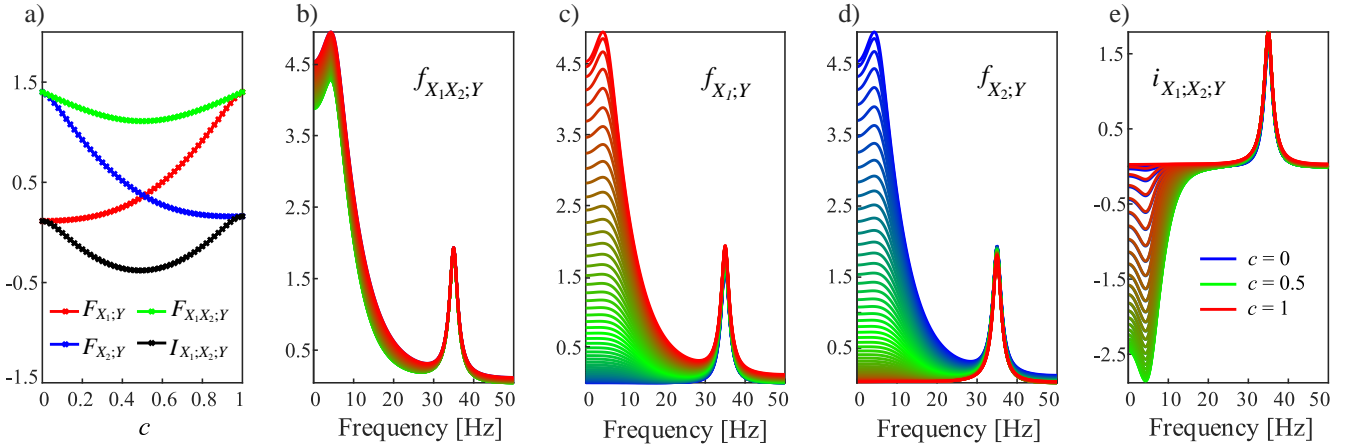 a)
1.5
0.5
-0.5
-1.5
0 0.2 0.4 0.6 0.8 1
c
F_{X_1;Y} F_{X_1X_2;Y}
F_{X_2;Y} I_{X_1;X_2;Y}
b)
4.5
3.5
2.5
1.5
0.5
0 10 20 30 40 50
Frequency [Hz]
f_{X_1X_2;Y}
c)
4.5
3.5
2.5
1.5
0.5
0 10 20 30 40 50
Frequency [Hz]
f_{X_1;Y}
d)
4.5
3.5
2.5
1.5
0.5
0 10 20 30 40 50
Frequency [Hz]
f_{X_2;Y}
e)
1.5
0.5
-0.5
-1.5
-2.5
0 10 20 30 40 50
Frequency [Hz]
i_{X_1;X_2;Y}
c = 0
c = 0.5
c = 1